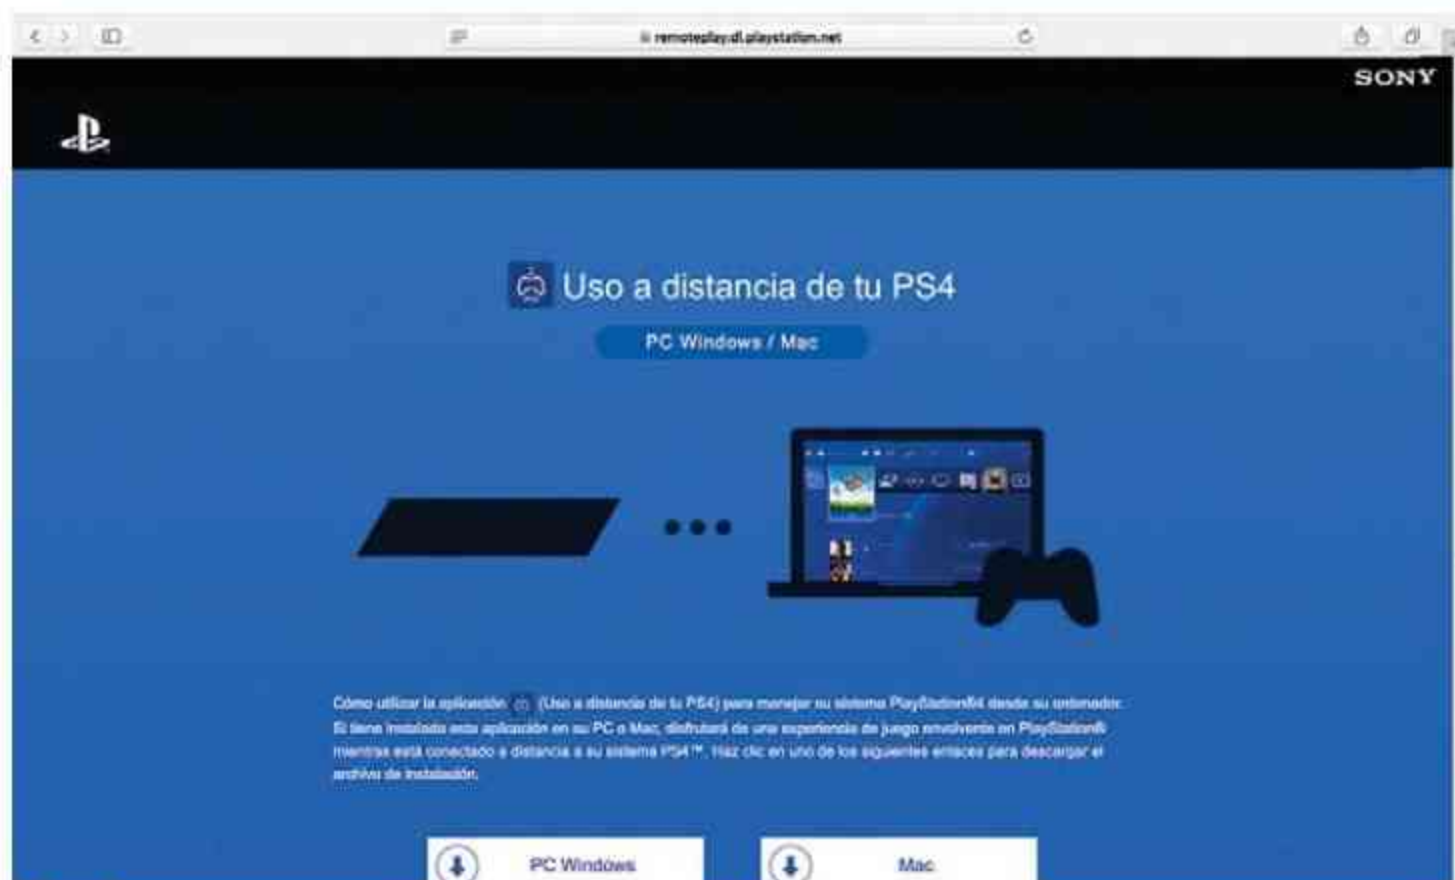 remoteplay.dl.playstation.net
SONY
Uso a distancia de tu PS4
PC Windows / Mac
Cómo utilizar la aplicación (Uso a distancia de tu PS4) para manejar su sistema PlayStation®4 desde su ordenador.
Si tiene instalado esta aplicación en su PC o Mac, disfrutará de una experiencia de juego envolvente en PlayStation®
mientras está conectado a distancia a su sistema PS4™. Haz clic en uno de los siguientes enlaces para descargar el
archivo de instalación.
PC Windows
Mac